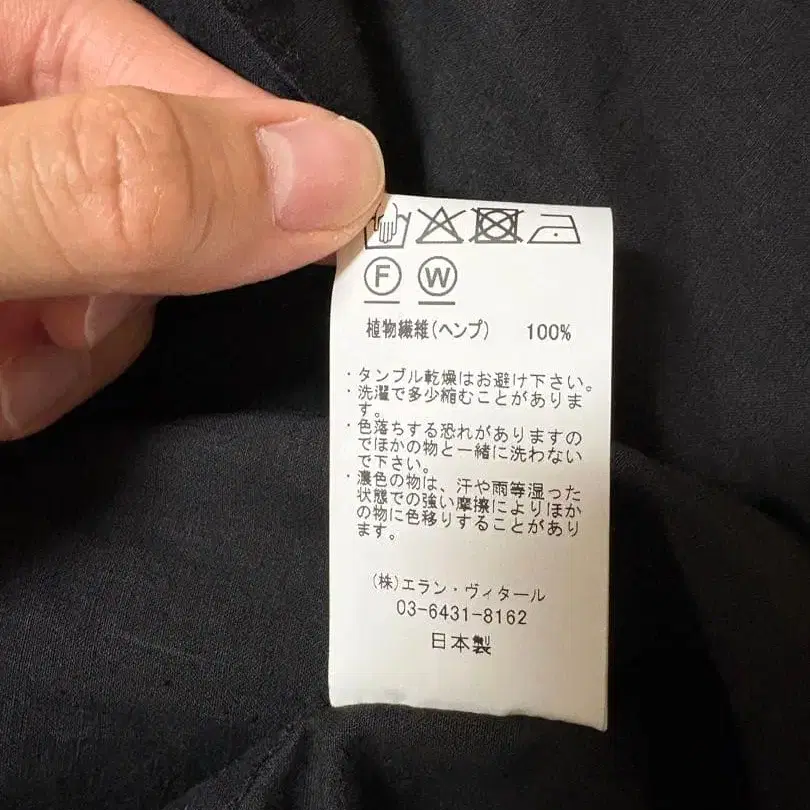 F W
植物繊維(ヘンプ) 100%
・タンブル乾燥はお避け下さい。
・洗濯で多少縮むことがありま
す。
・色落ちする恐れがありますの
でほかの物と一緒に洗わない
で下さい。
・濃色の物は、汗や雨等湿った
状態での強い摩擦によりほか
の物に色移りすることがあり
ます。
(株)エラン・ヴィタール
03-6431-8162
日本製